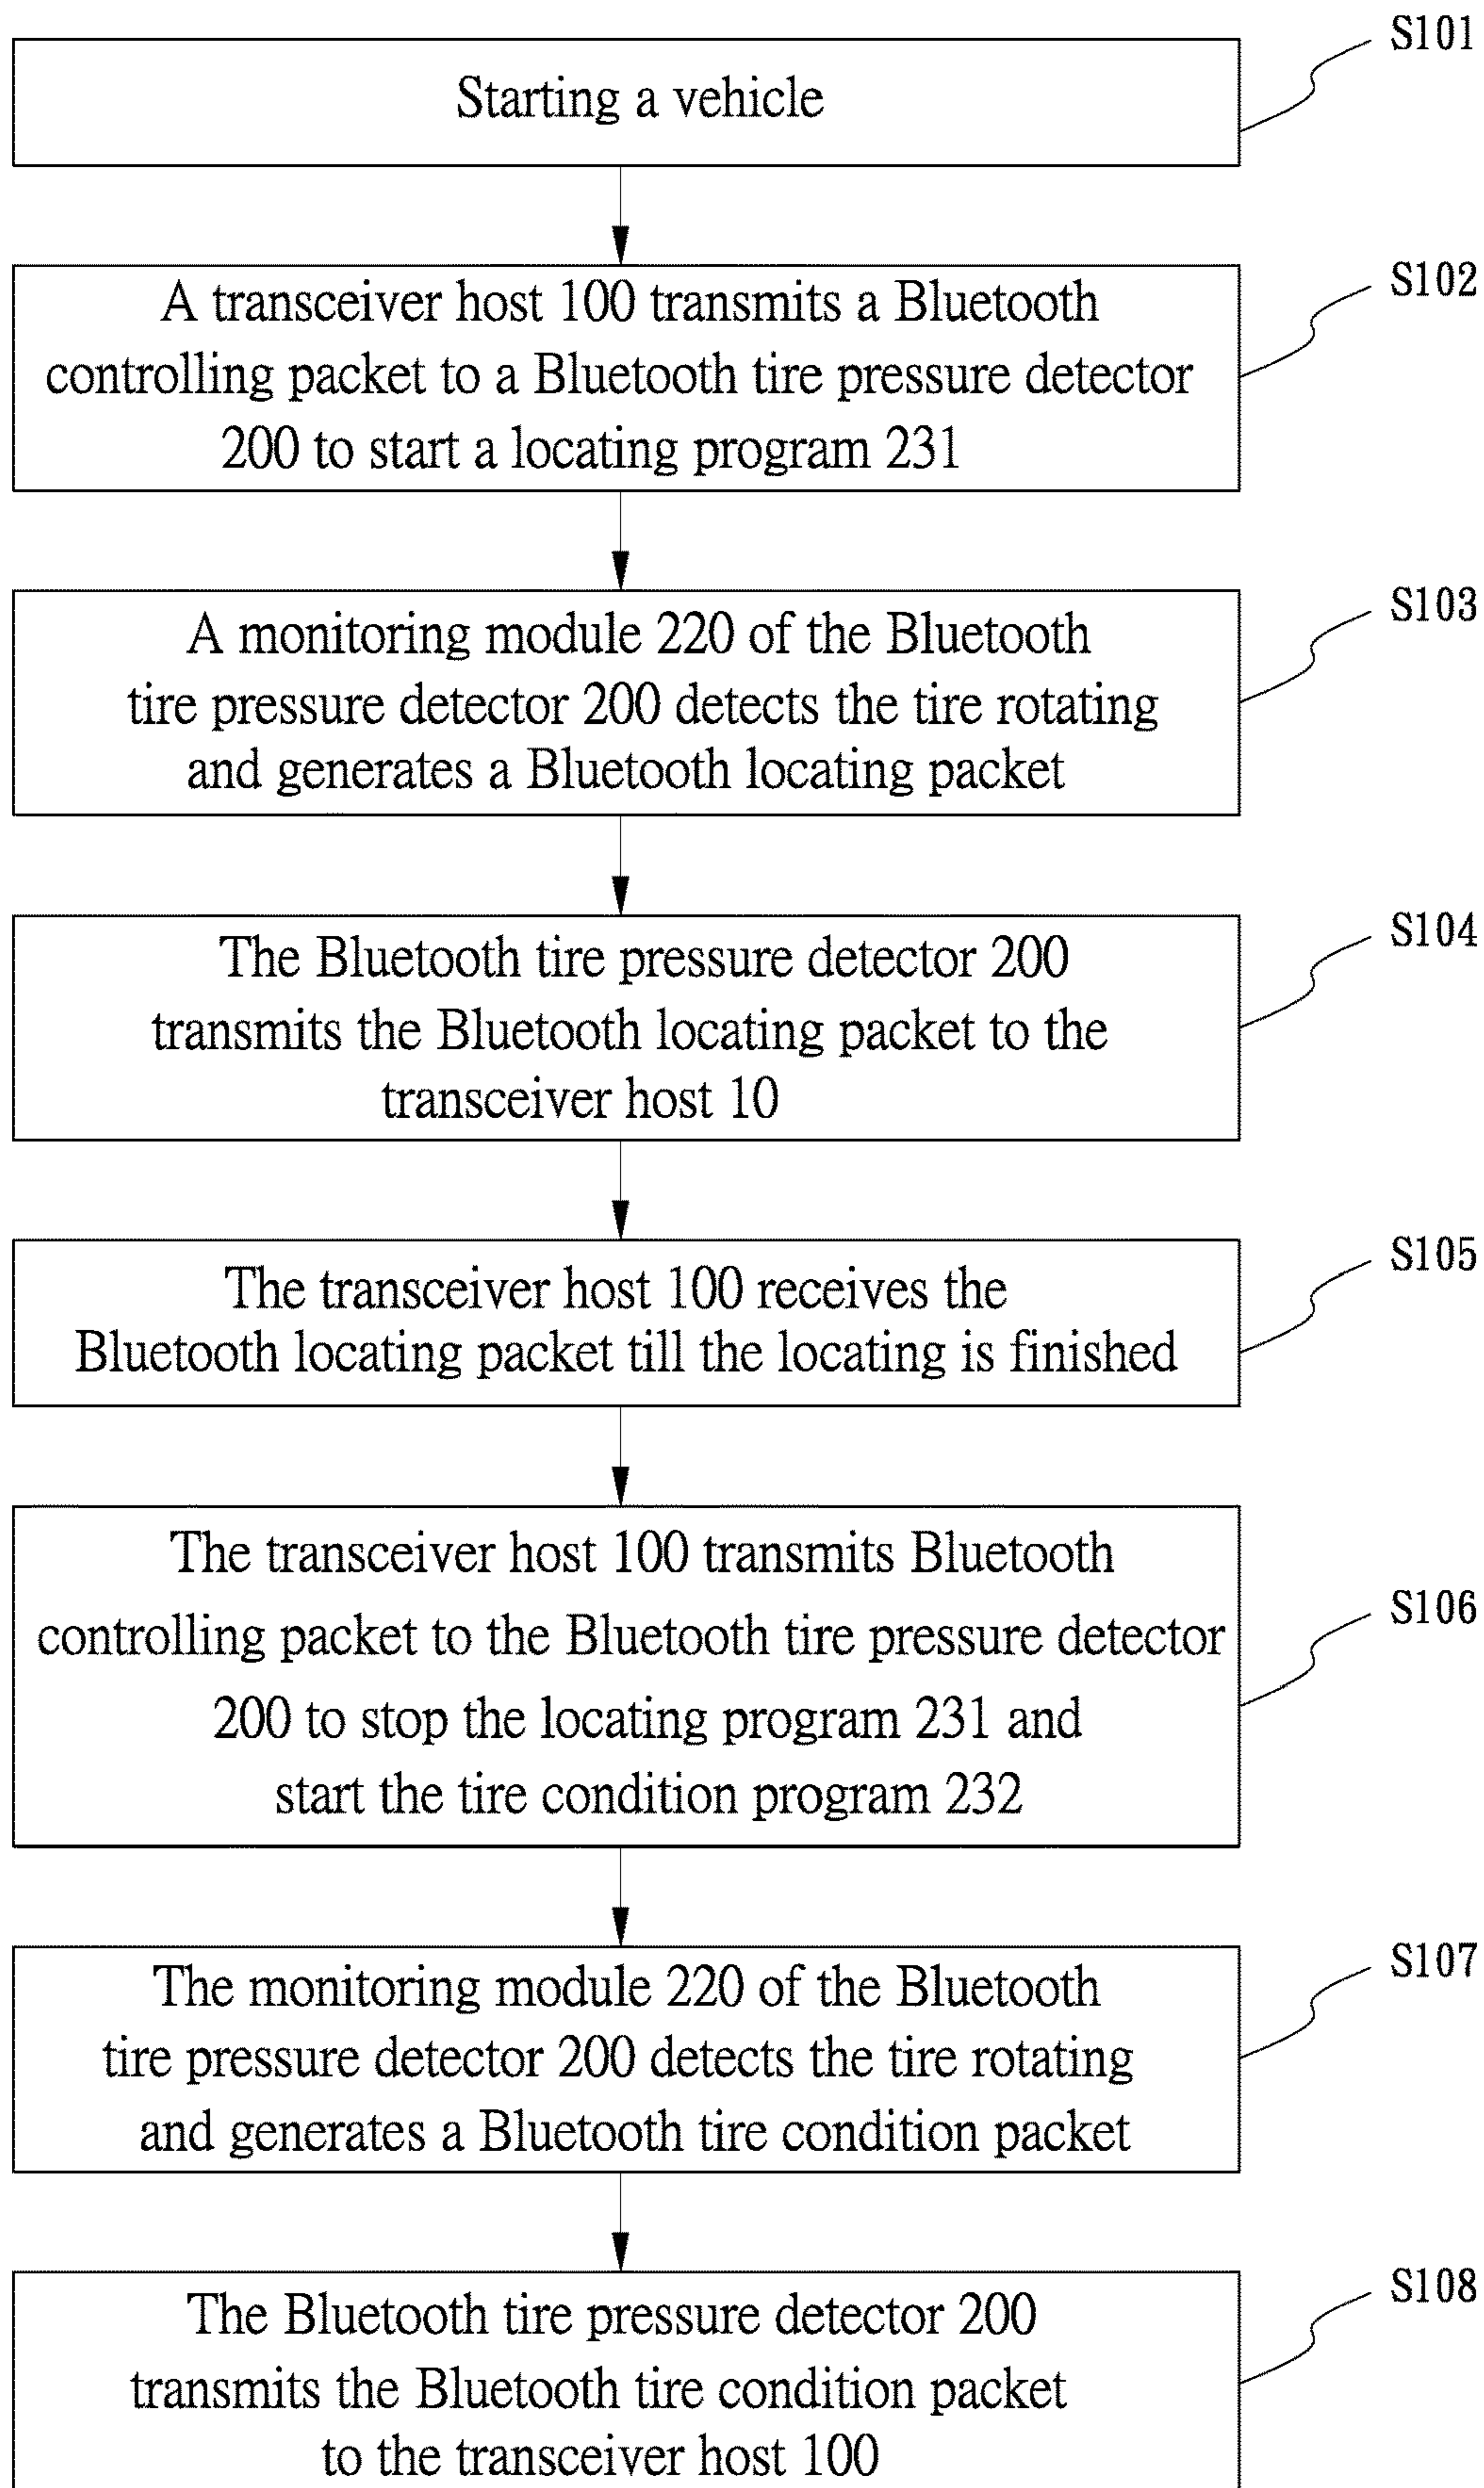 S101
Starting a vehicle
S102
A transceiver host 100 transmits a Bluetooth
controlling packet to a Bluetooth tire pressure detector
200 to start a locating program 231
S103
A monitoring module 220 of the Bluetooth
tire pressure detector 200 detects the tire rotating
and generates a Bluetooth locating packet
S104
The Bluetooth tire pressure detector 200
transmits the Bluetooth locating packet to the
transceiver host 10
S105
The transceiver host 100 receives the
Bluetooth locating packet till the locating is finished
S106
The transceiver host 100 transmits Bluetooth
controlling packet to the Bluetooth tire pressure detector
200 to stop the locating program 231 and
start the tire condition program 232
S107
The monitoring module 220 of the Bluetooth
tire pressure detector 200 detects the tire rotating
and generates a Bluetooth tire condition packet
S108
The Bluetooth tire pressure detector 200
transmits the Bluetooth tire condition packet
to the transceiver host 100